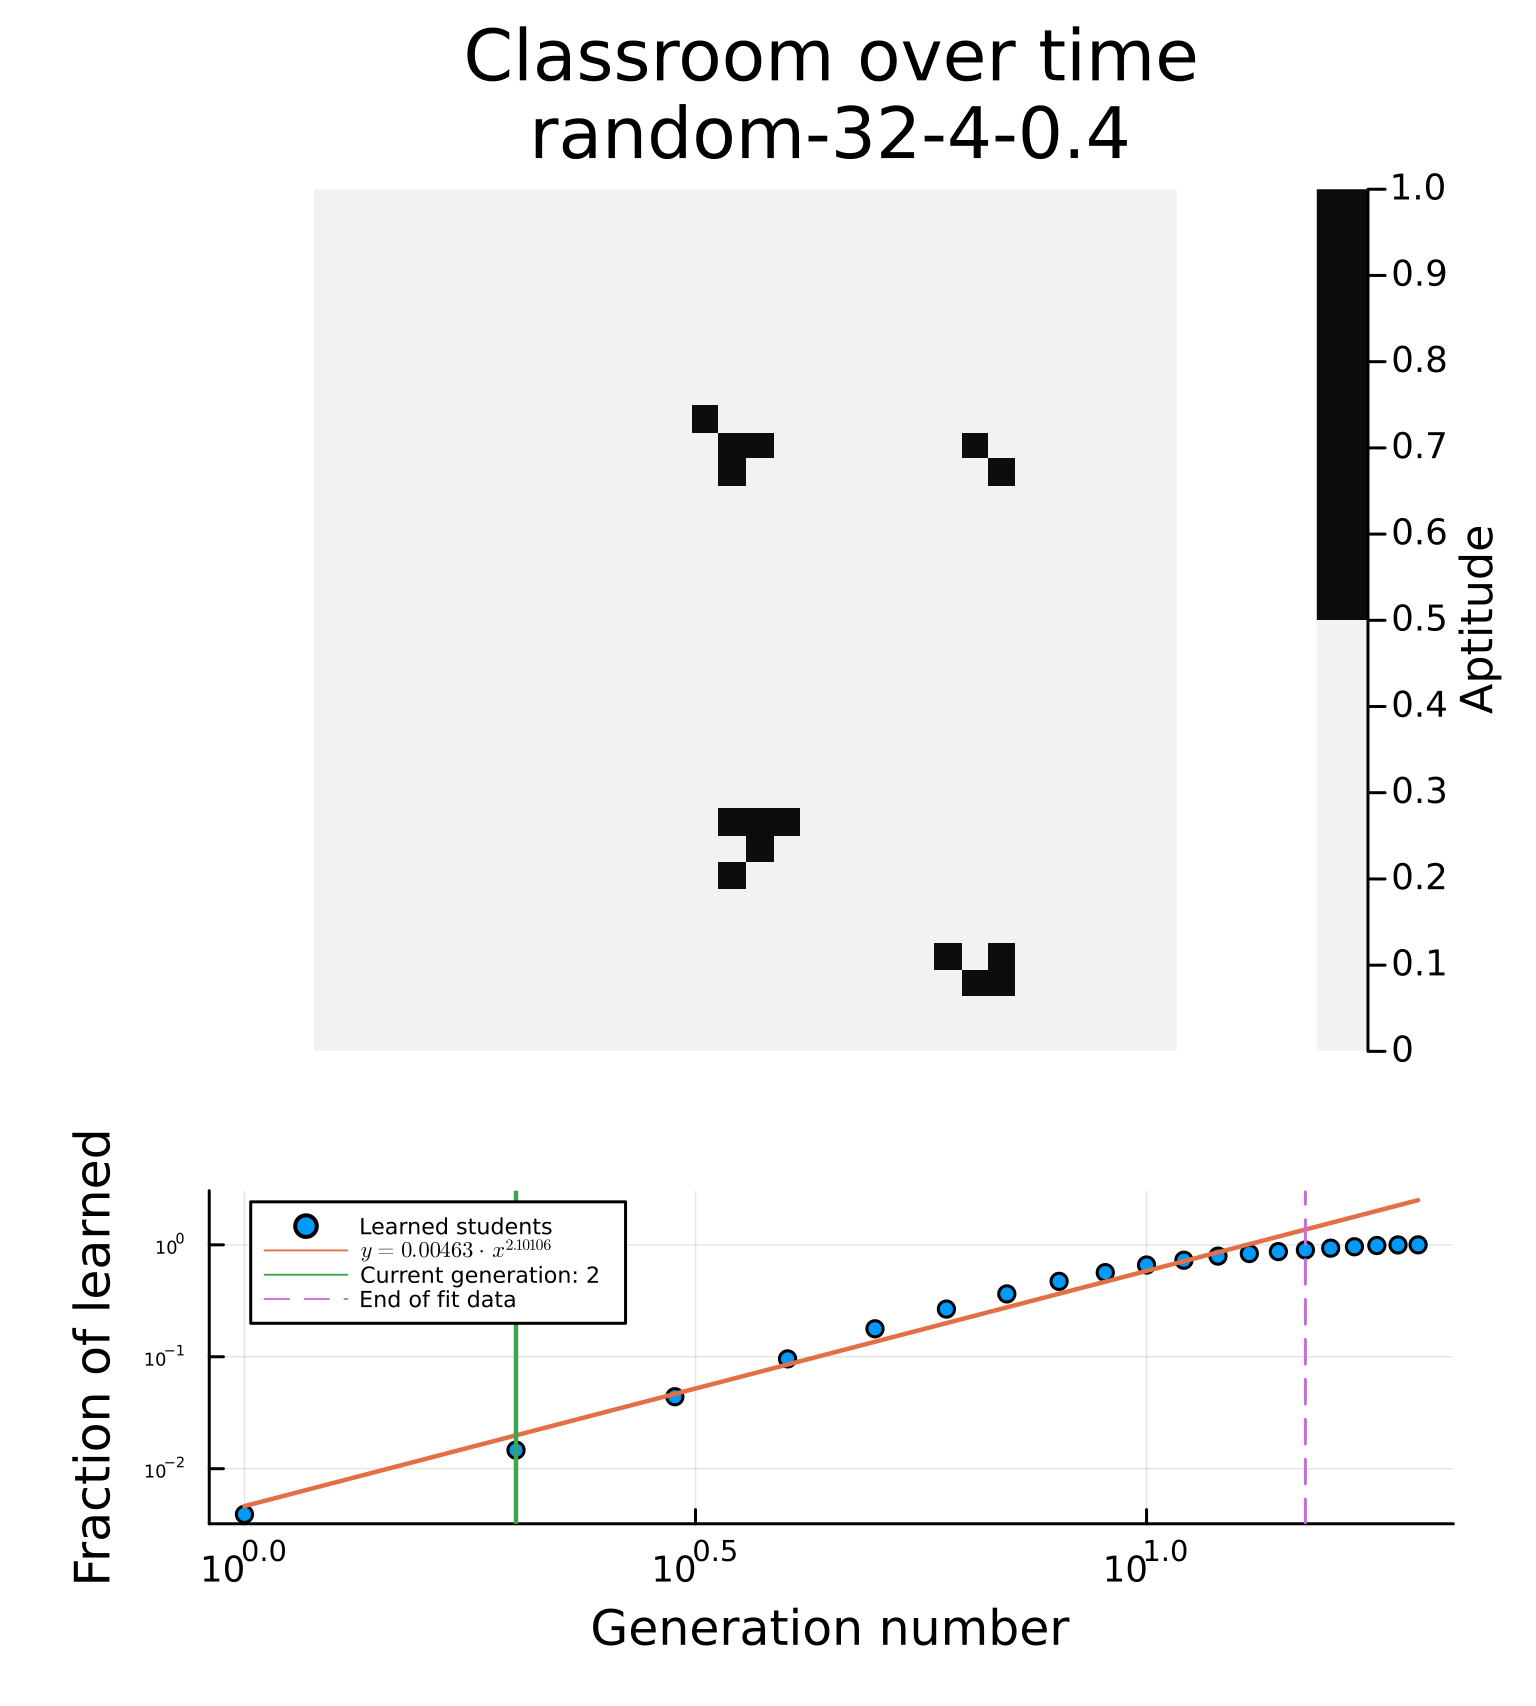 Classroom over time
random-32-4-0.4
1.0
0.9
0.8
0.7
0.6
0.5
0.4
0.3
0.2
0.1
0
Aptitude
Fraction of learned
10⁰
10⁻¹
10⁻²
Learned students
y = 0.00463 · x^2.10106
Current generation: 2
End of fit data
10^0.0
10^0.5
10^1.0
Generation number